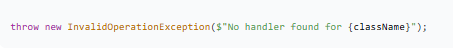 throw new InvalidOperationException($"No handler found for {className}");